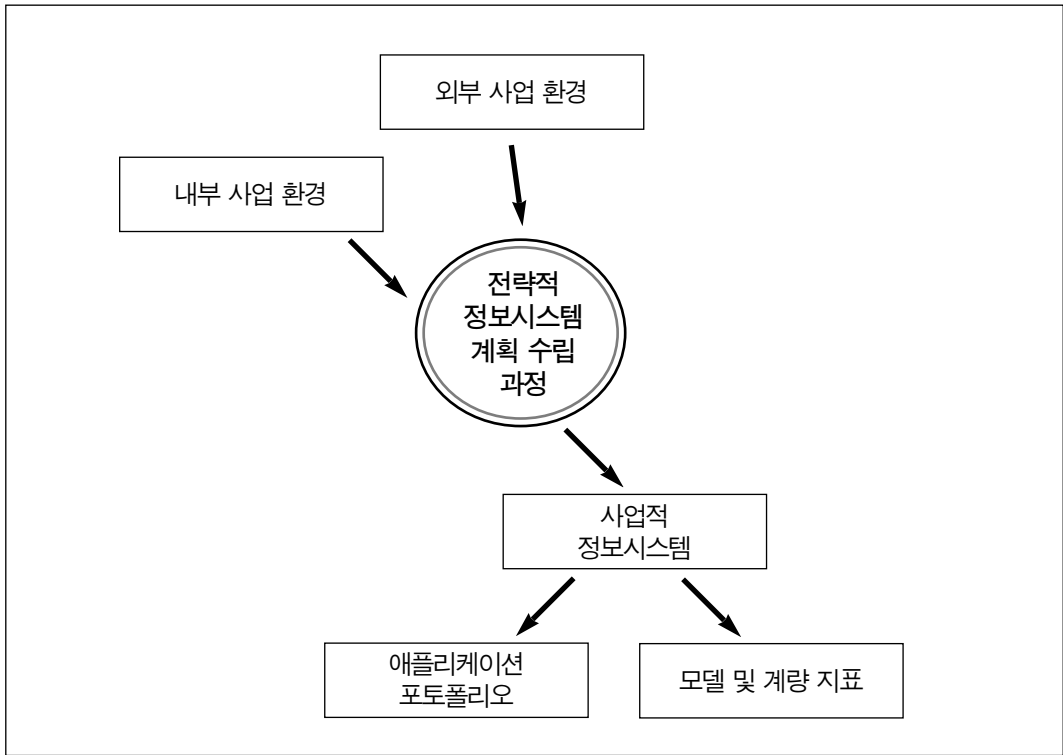 외부 사업 환경
내부 사업 환경
전략적
정보시스템
계획 수립
과정
사업적
정보시스템
애플리케이션
포토폴리오
모델 및 계량 지표